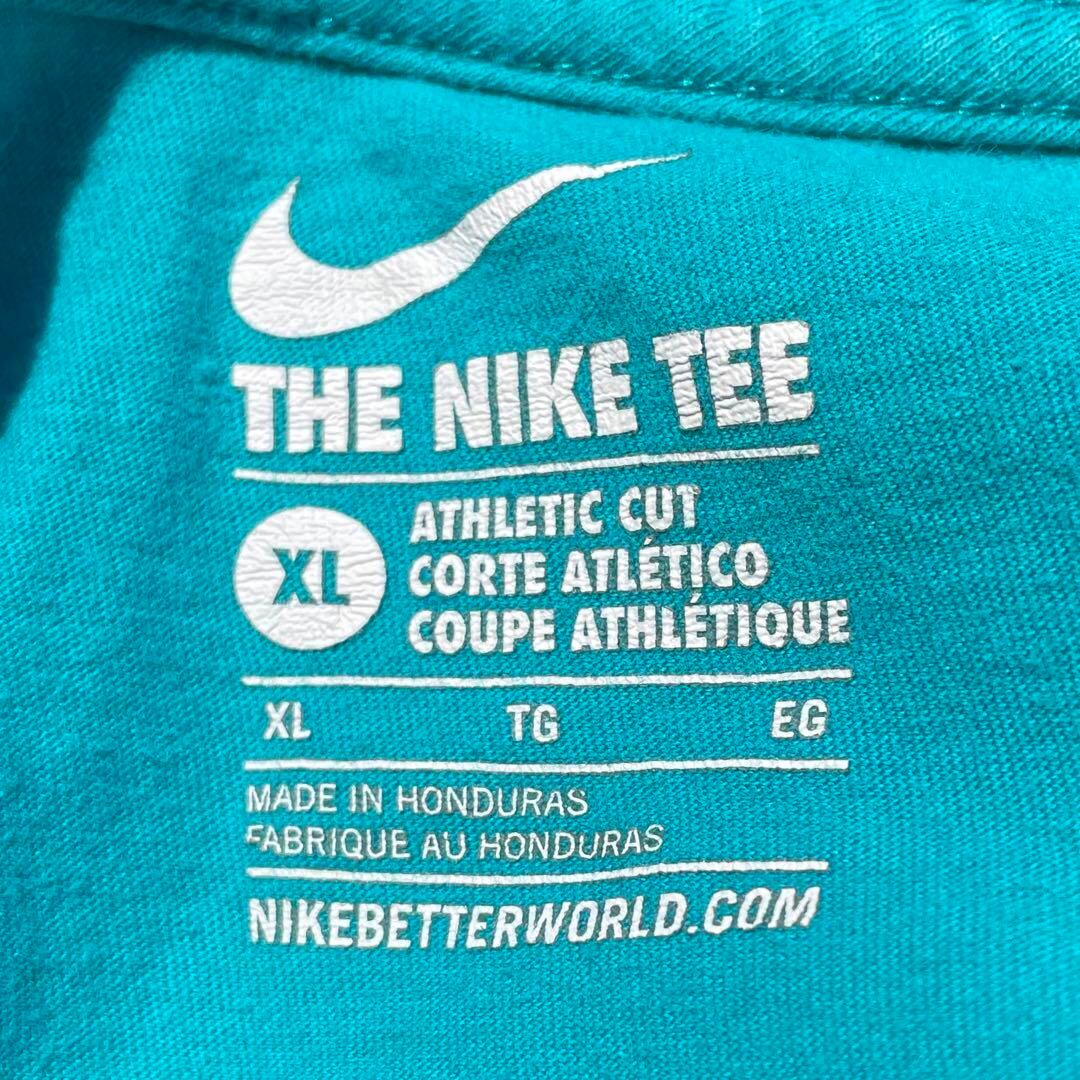 THE NIKE TEE
XL
ATHLETIC CUT
CORTE ATLÉTICO
COUPE ATHLÉTIQUE
XL TG EG
MADE IN HONDURAS
FABRIQUE AU HONDURAS
NIKEBETTERWORLD.COM